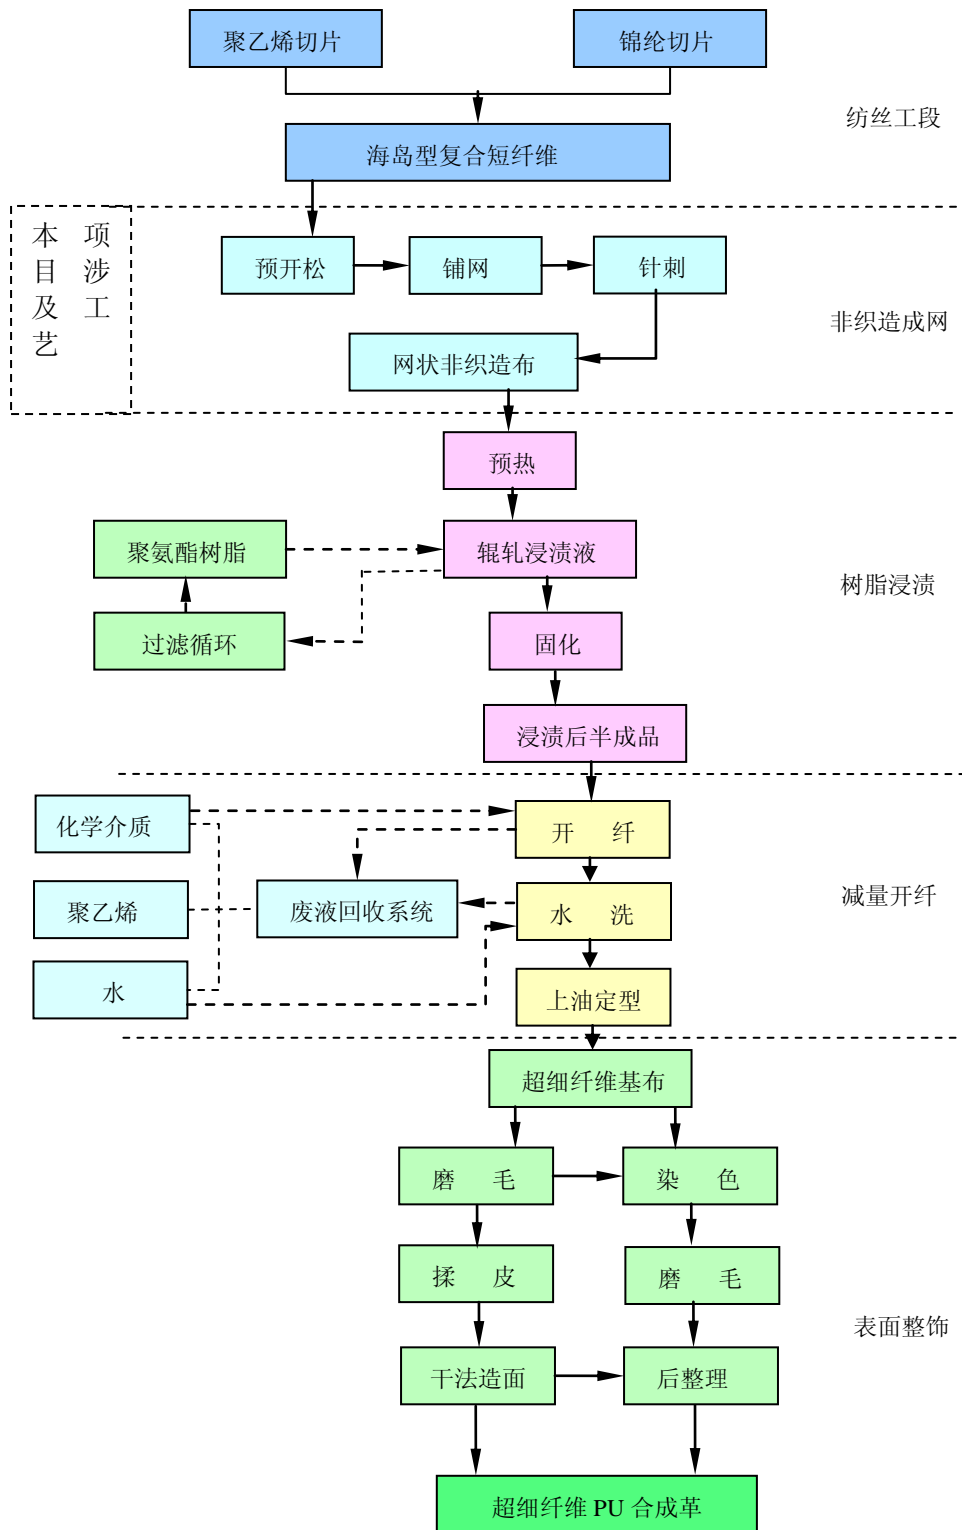 聚乙烯切片
锦纶切片
纺丝工段
海岛型复合短纤维
本项
目涉
及工
艺
预开松
铺网
针刺
非织造成网
网状非织造布
预热
聚氨酯树脂
辊轧浸渍液
树脂浸渍
过滤循环
固化
浸渍后半成品
化学介质
开 纤
聚乙烯
废液回收系统
水 洗
减量开纤
水
上油定型
超细纤维基布
磨 毛
染 色
揉 皮
磨 毛
表面整饰
干法造面
后整理
超细纤维 PU 合成革